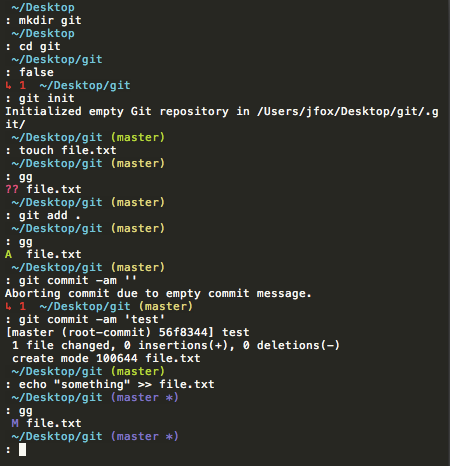 ~/Desktop
: mkdir git
~/Desktop
: cd git
~/Desktop/git
: false
↳ 1  ~/Desktop/git
: git init
Initialized empty Git repository in /Users/jfox/Desktop/git/.g
it/
~/Desktop/git (master)
: touch file.txt
~/Desktop/git (master)
: gg
?? file.txt
~/Desktop/git (master)
: git add .
~/Desktop/git (master)
: gg
A  file.txt
~/Desktop/git (master)
: git commit -am ''
Aborting commit due to empty commit message.
↳ 1  ~/Desktop/git (master)
: git commit -am 'test'
[master (root-commit) 56f8344] test
 1 file changed, 0 insertions(+), 0 deletions(-)
 create mode 100644 file.txt
~/Desktop/git (master)
: echo "something" >> file.txt
~/Desktop/git (master *)
: gg
 M file.txt
~/Desktop/git (master *)
: